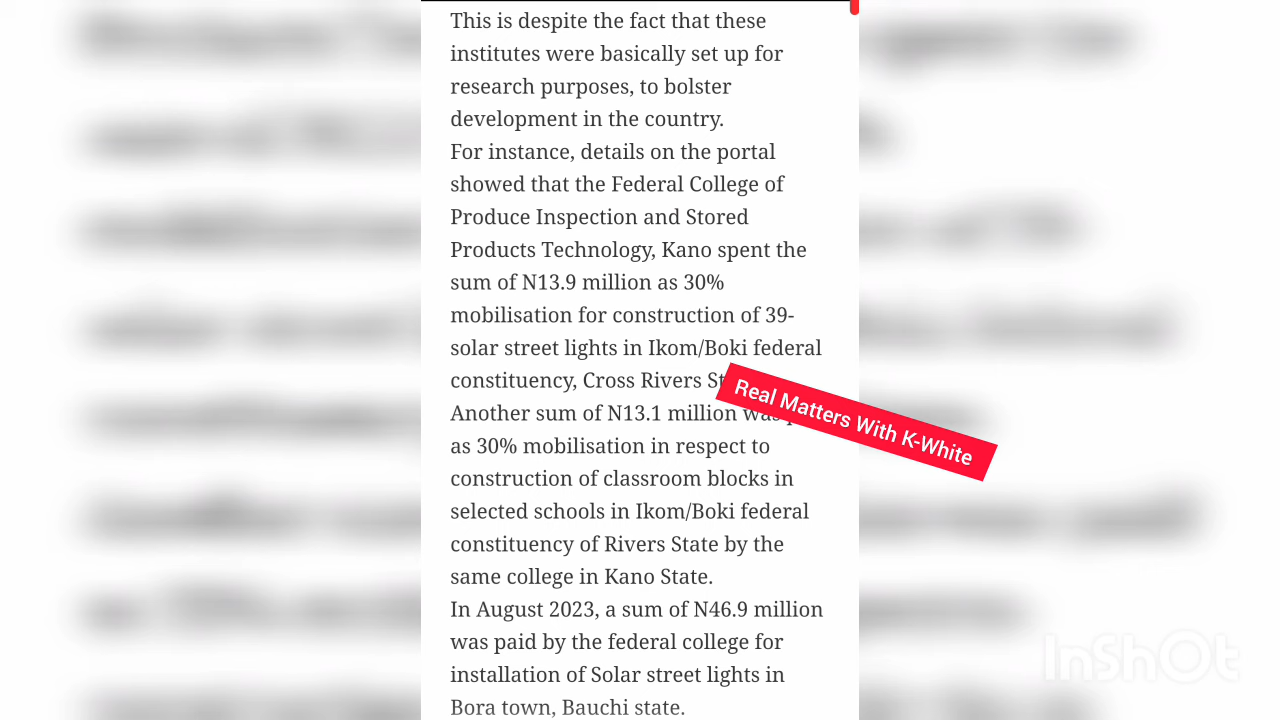 This is despite the fact that these
institutes were basically set up for
research purposes, to bolster
development in the country.
For instance, details on the portal
showed that the Federal College of
Produce Inspection and Stored
Products Technology, Kano spent the
sum of N13.9 million as 30%
mobilisation for construction of 39-
solar street lights in Ikom/Boki federal
constituency, Cross Rivers
Another sum of N13.1 million was
as 30% mobilisation in respect to
construction of classroom blocks in
selected schools in Ikom/Boki federal
constituency of Rivers State by the
same college in Kano State.
In August 2023, a sum of N46.9 million
was paid by the federal college for
installation of Solar street lights in
Bora town, Bauchi state.
Real Matters With K-White
InShOt